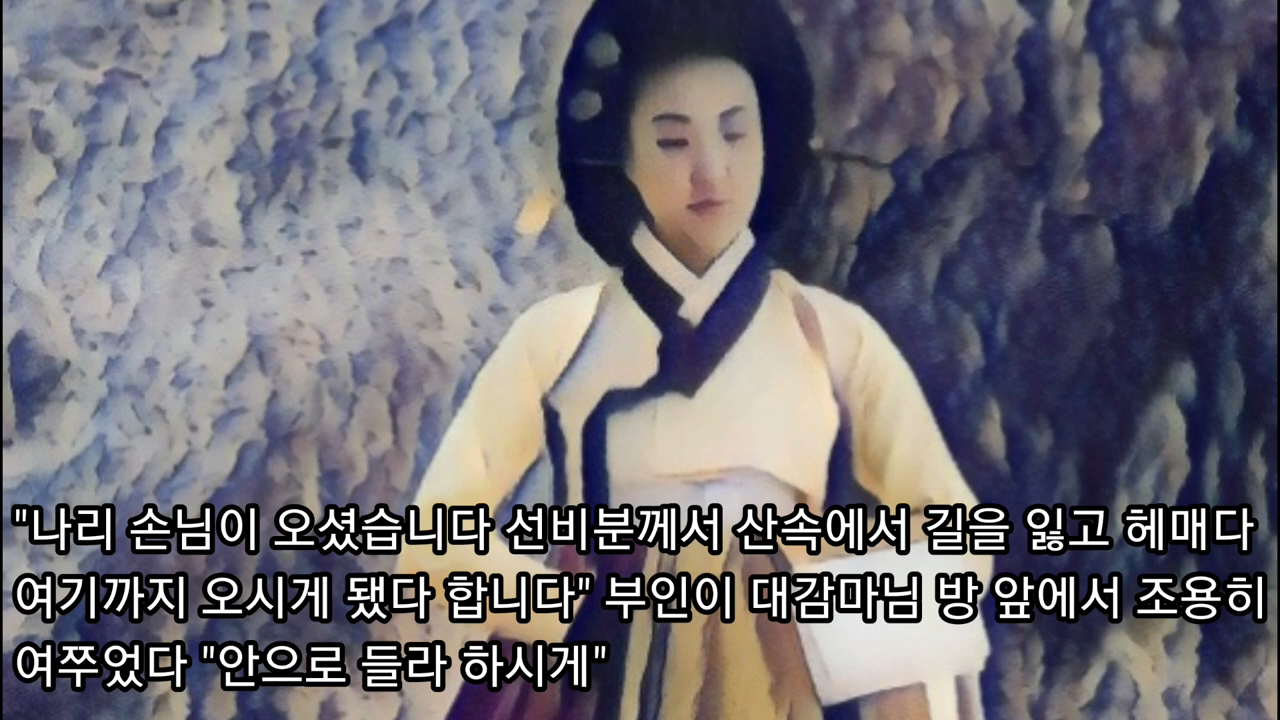 "나리 손님이 오셨습니다 선비분께서 산속에서 길을 잃고 헤매다
여기까지 오시게 됐다 합니다" 부인이 대감마님 방 앞에서 조용히
여쭈었다 "안으로 들라 하시게"